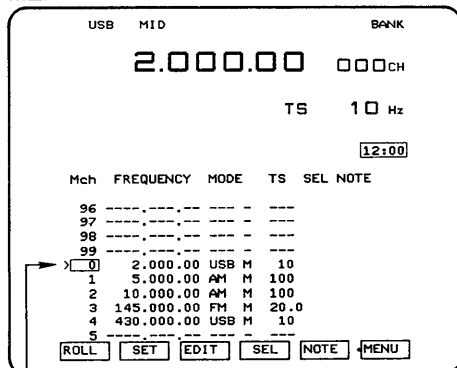 USB MID BANK
2.000.00 000CH
TS 10 Hz
12:00
Mch FREQUENCY MODE TS SEL NOTE
96 ----.---.-- --- - ---
97 ----.---.-- --- - ---
98 ----.---.-- --- - ---
99 ----.---.-- --- - ---
>0 2.000.00 USB M 10
1 5.000.00 AM M 100
2 10.000.00 AM M 100
3 145.000.00 FM M 20.0
4 430.000.00 USB M 10
5 ----.---.-- --- - ---
ROLL SET EDIT SEL NOTE •MENU